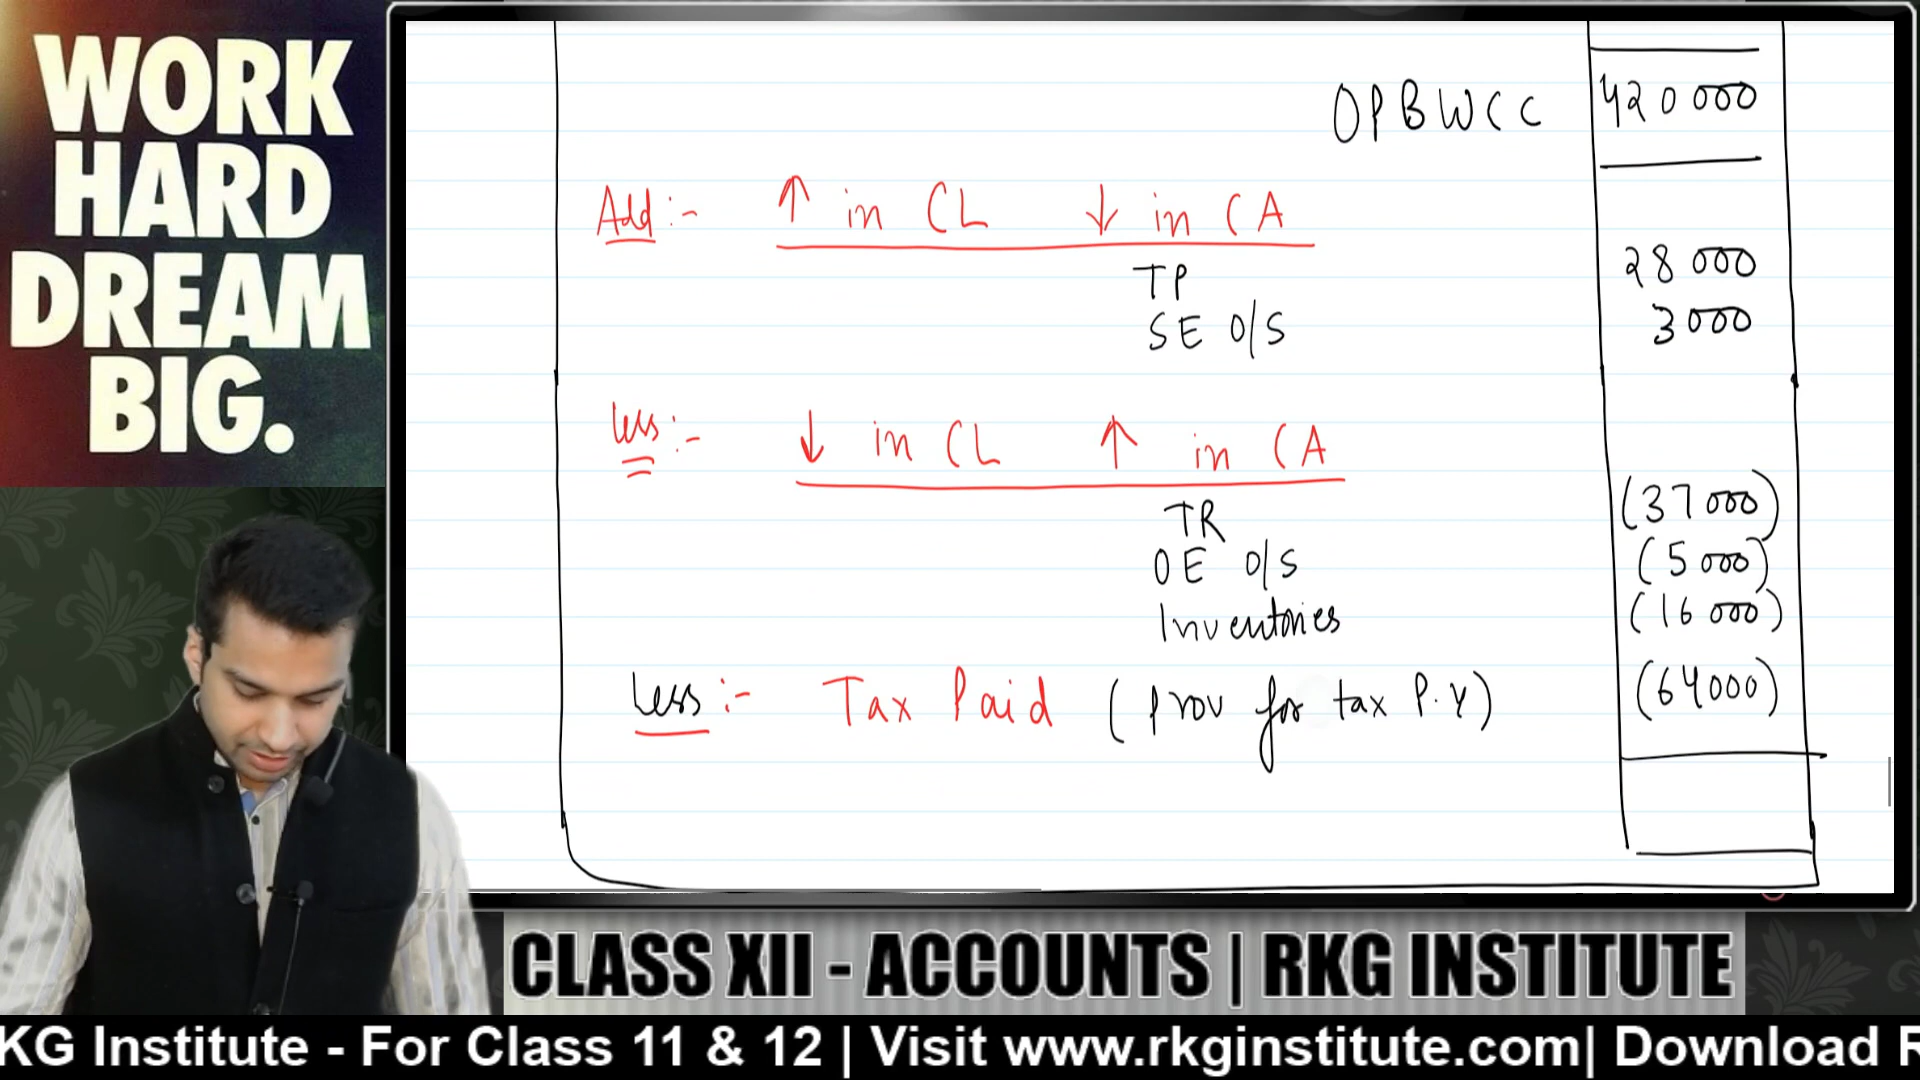 WORK
HARD
DREAM
BIG.
OPBWCC 420000
Add:- ↑ in CL ↓ in CA
TP 28000
SE O/S 3000
Less:- ↓ in CL ↑ in CA
TR (37000)
OE O/S (5000)
Inventories (16000)
Less:- Tax Paid (Prov for tax P.Y) (64000)
CLASS XII - ACCOUNTS | RKG INSTITUTE
KG Institute - For Class 11 & 12 | Visit www.rkginstitute.com| Download R